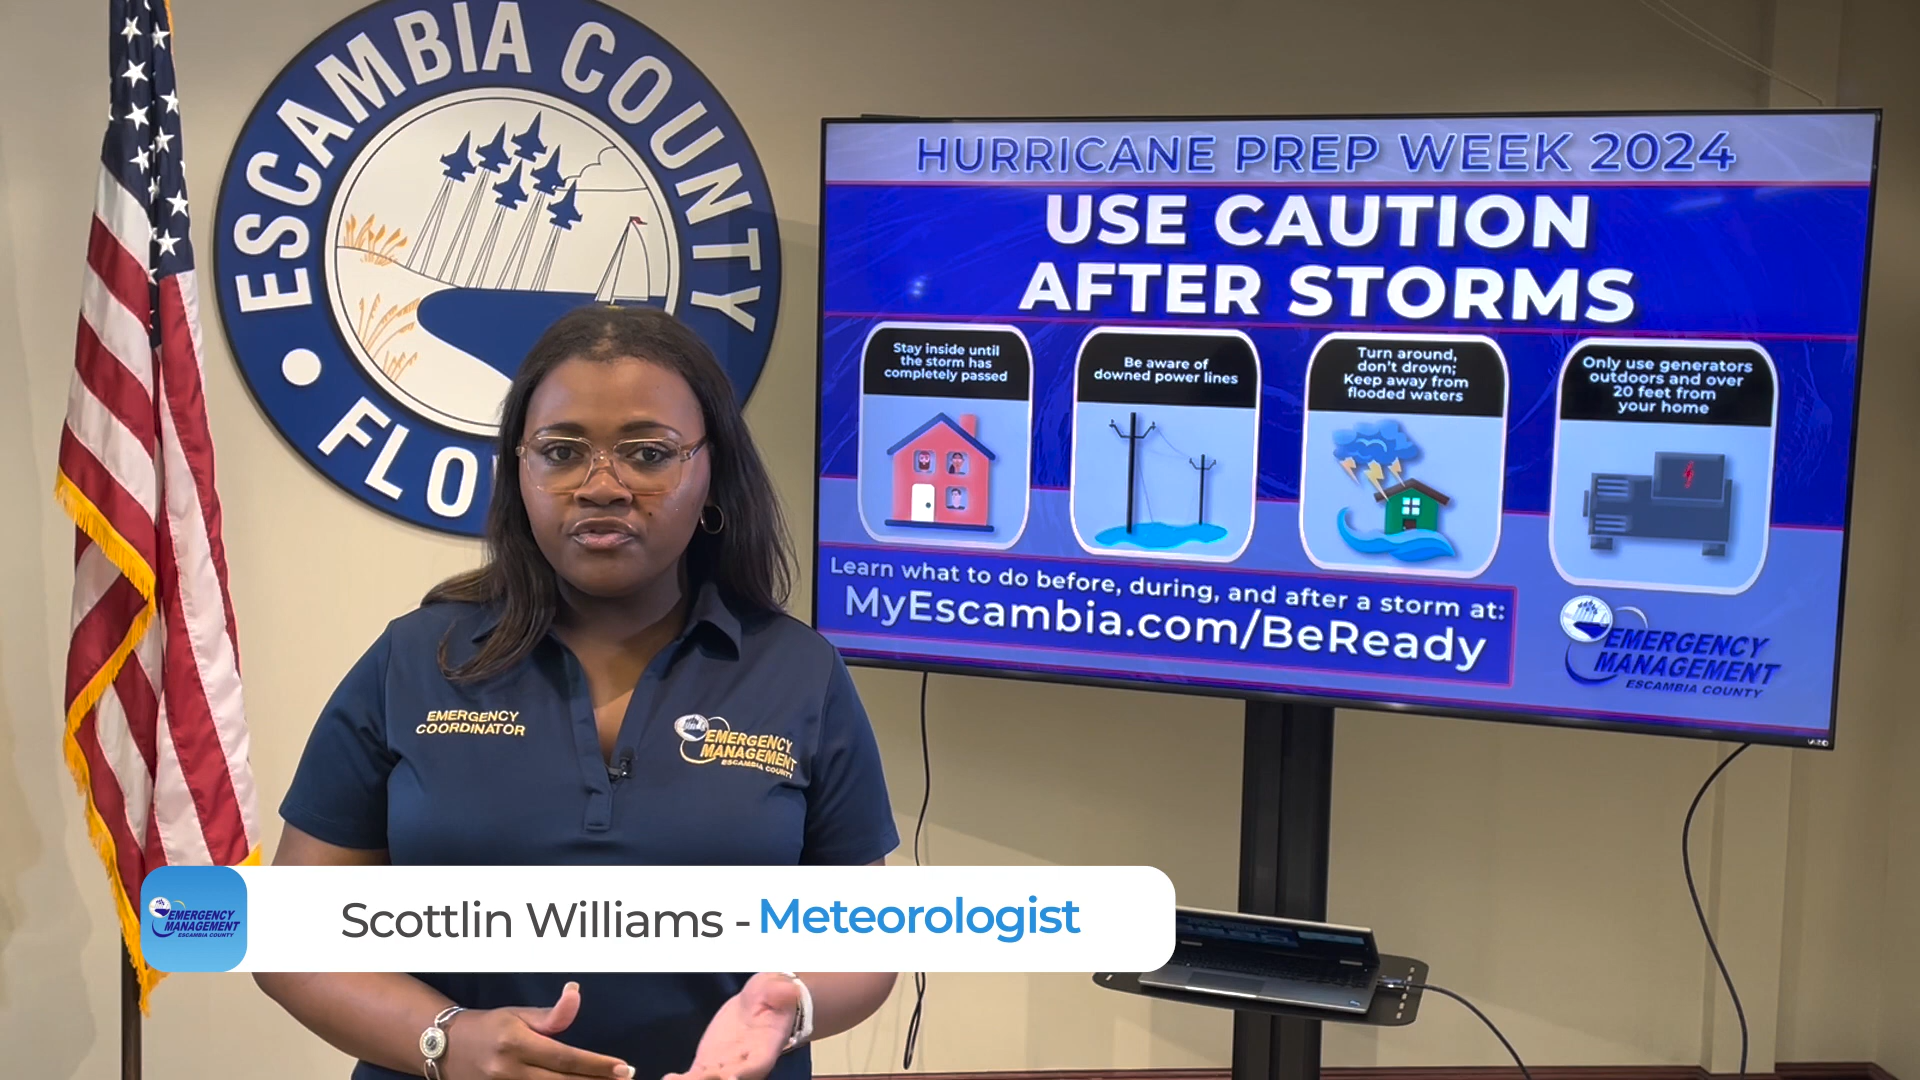 ESCAMBIA COUNTY
FLO
HURRICANE PREP WEEK 2024
USE CAUTION
AFTER STORMS
Stay inside until
the storm has
completely passed
Be aware of
downed power lines
Turn around,
don't drown;
Keep away from
flooded waters
Only use generators
outdoors and over
20 feet from
your home
Learn what to do before, during, and after a storm at:
MyEscambia.com/BeReady
EMERGENCY
MANAGEMENT
ESCAMBIA COUNTY
VIZIO
EMERGENCY
COORDINATOR
EMERGENCY
MANAGEMENT
ESCAMBIA COUNTY
EMERGENCY
MANAGEMENT
ESCAMBIA COUNTY
Scottlin Williams - Meteorologist